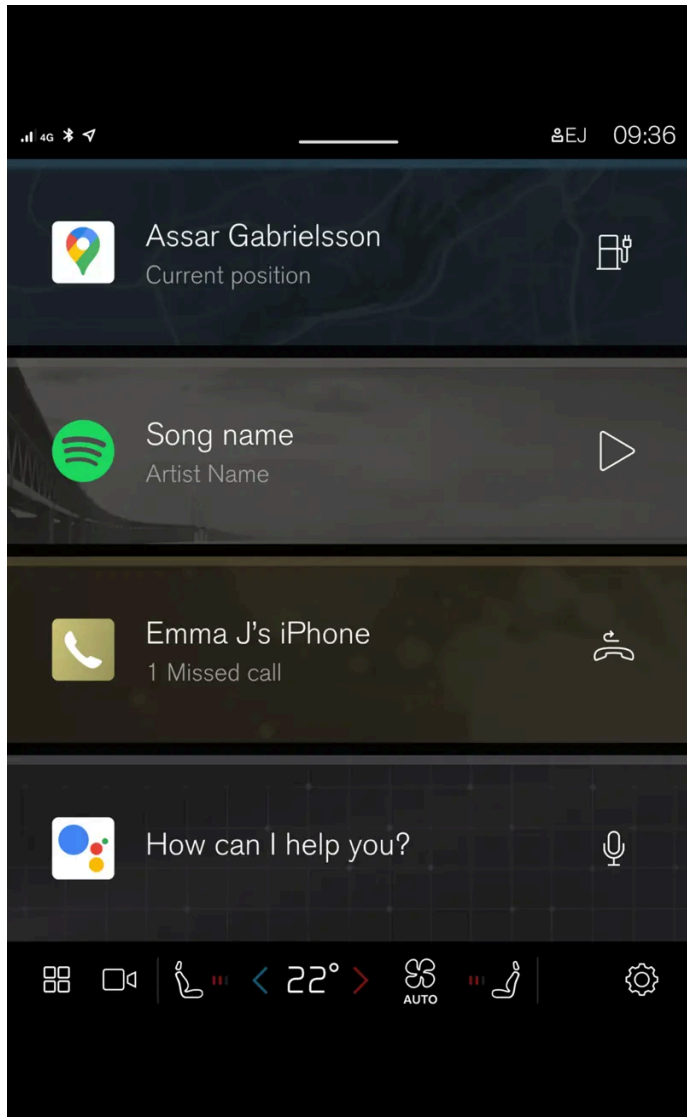 4G
EJ 09:36
Assar Gabrielsson
Current position
Song name
Artist Name
Emma J’s iPhone
1 Missed call
How can I help you?
22°
AUTO